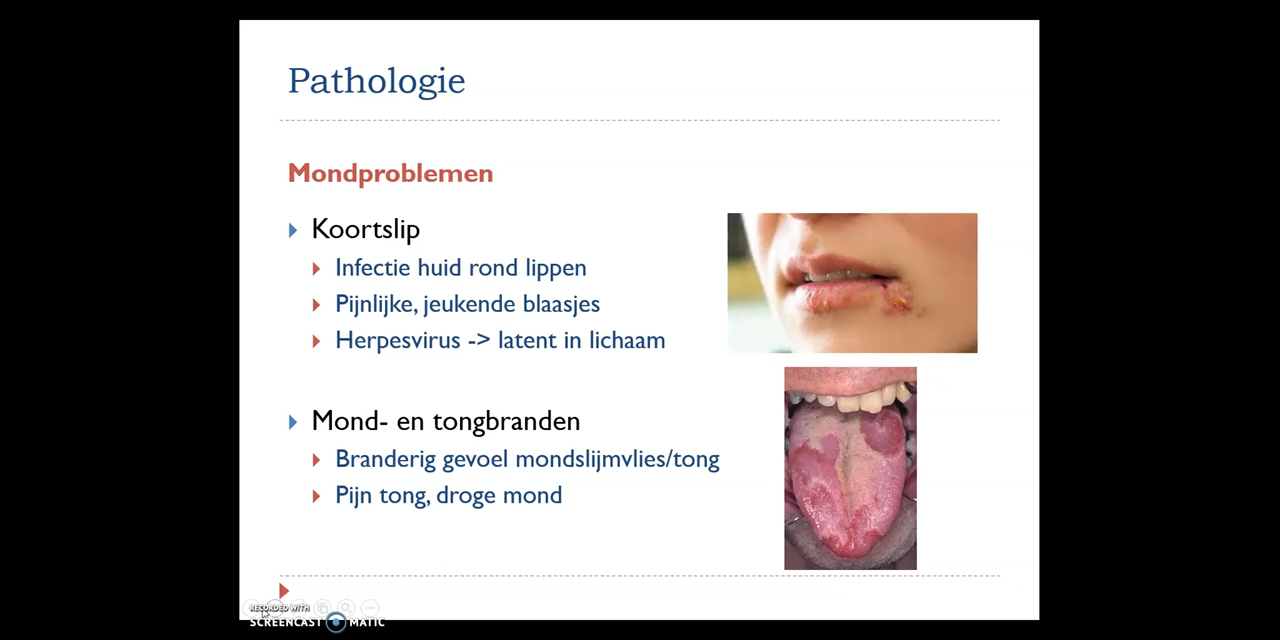 Pathologie
Mondproblemen
Koortslip
Infectie huid rond lippen
Pijnlijke, jeukende blaasjes
Herpesvirus -> latent in lichaam
Mond- en tongbranden
Branderig gevoel mondslijmvlies/tong
Pijn tong, droge mond
RECORDED WITH
SCREENCAST MATIC